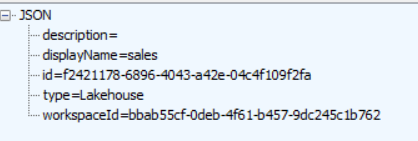 JSON
description=
displayName=sales
id=f2421178-6896-4043-a42e-04c4f109f2fa
type=Lakehouse
workspaceId=bbab55cf-0deb-4f61-b457-9dc245c1b762